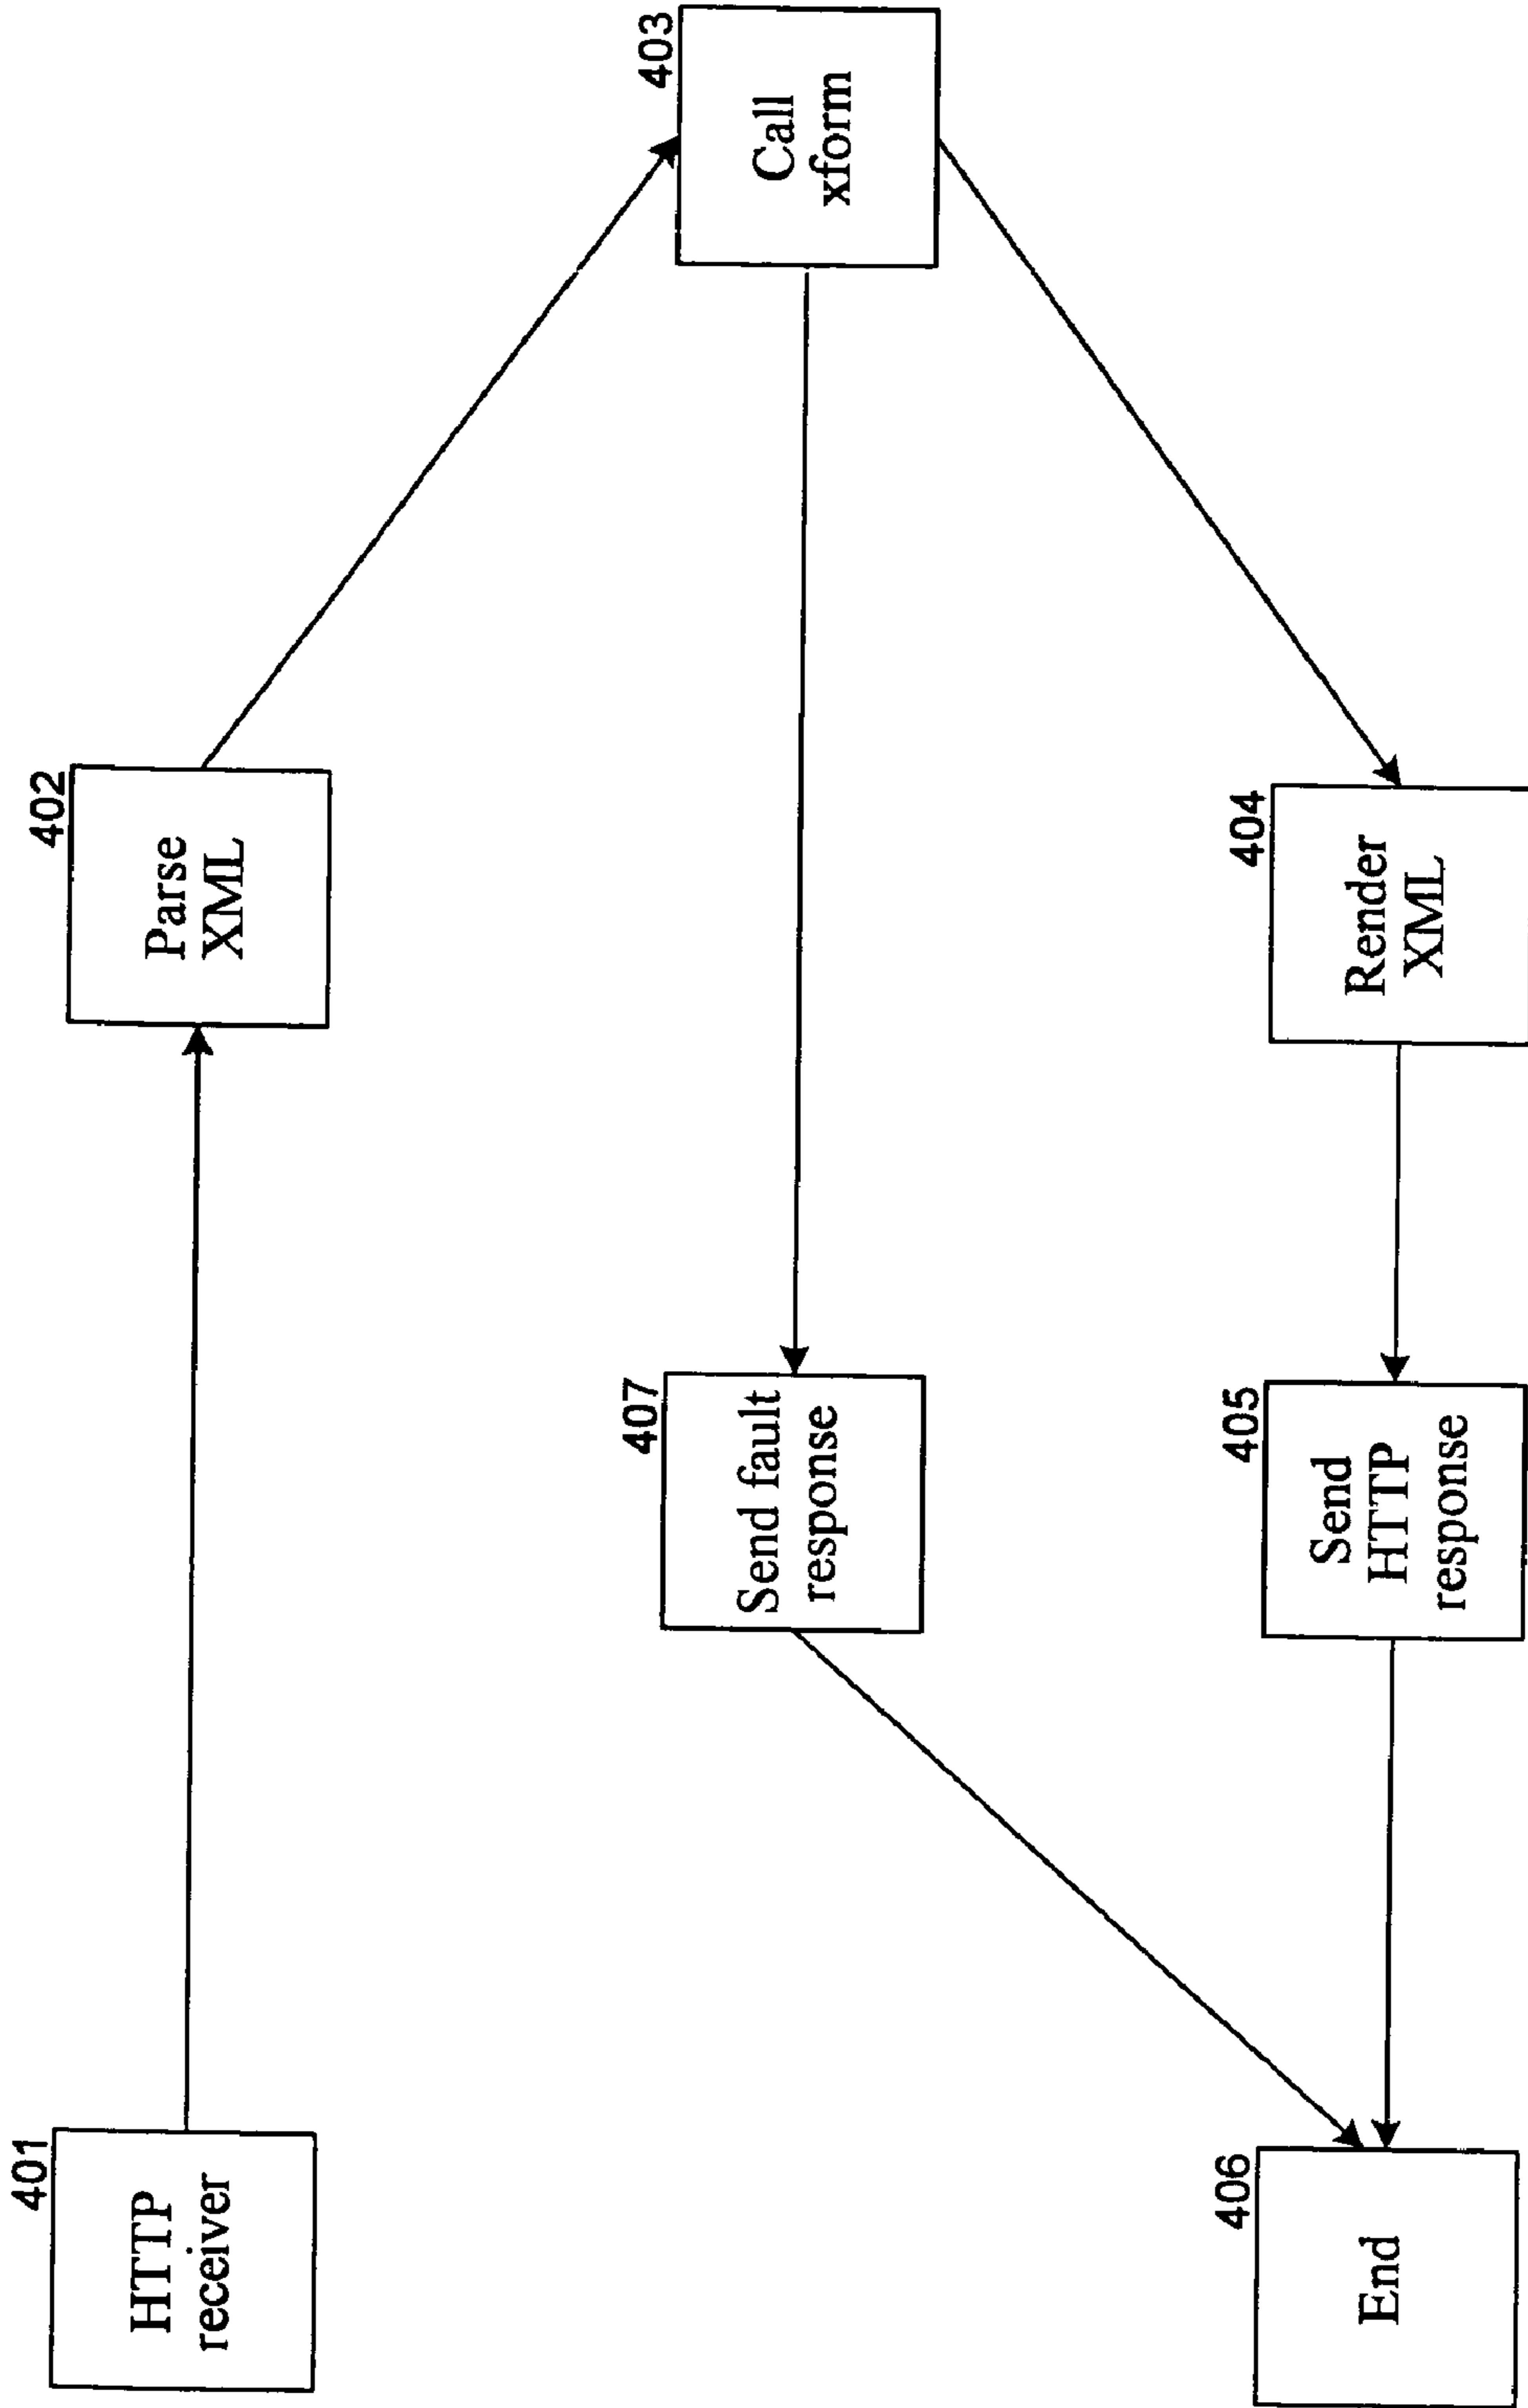 401
HTTP
receiver
402
Parse
XML
403
Call
xform
407
Send fault
response
406
End
405
Send
HTTP
response
404
Render
XML